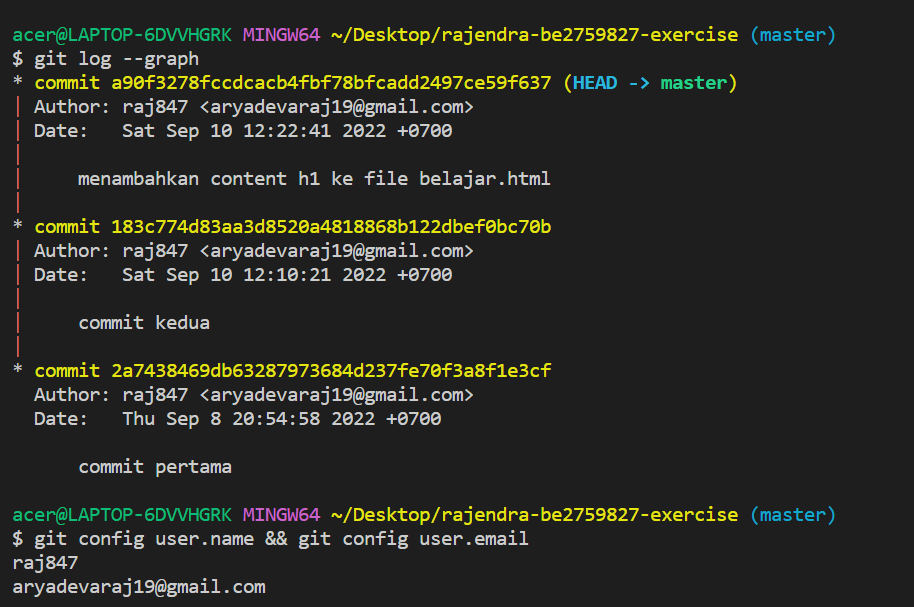 acer@LAPTOP-6DVVHGRK MINGW64 ~/Desktop/rajendra-be2759827-exercise (master)
$ git log --graph
* commit a90f3278fccdcacb4fbf78bfcadd2497ce59f637 (HEAD -> master)
| Author: raj847 <aryadevaraj19@gmail.com>
| Date:   Sat Sep 10 12:22:41 2022 +0700
|
|     menambahkan content h1 ke file belajar.html
|
* commit 183c774d83aa3d8520a4818868b122dbef0bc70b
| Author: raj847 <aryadevaraj19@gmail.com>
| Date:   Sat Sep 10 12:10:21 2022 +0700
|
|     commit kedua
|
* commit 2a7438469db63287973684d237fe70f3a8f1e3cf
  Author: raj847 <aryadevaraj19@gmail.com>
  Date:   Thu Sep 8 20:54:58 2022 +0700

      commit pertama

acer@LAPTOP-6DVVHGRK MINGW64 ~/Desktop/rajendra-be2759827-exercise (master)
$ git config user.name && git config user.email
raj847
aryadevaraj19@gmail.com